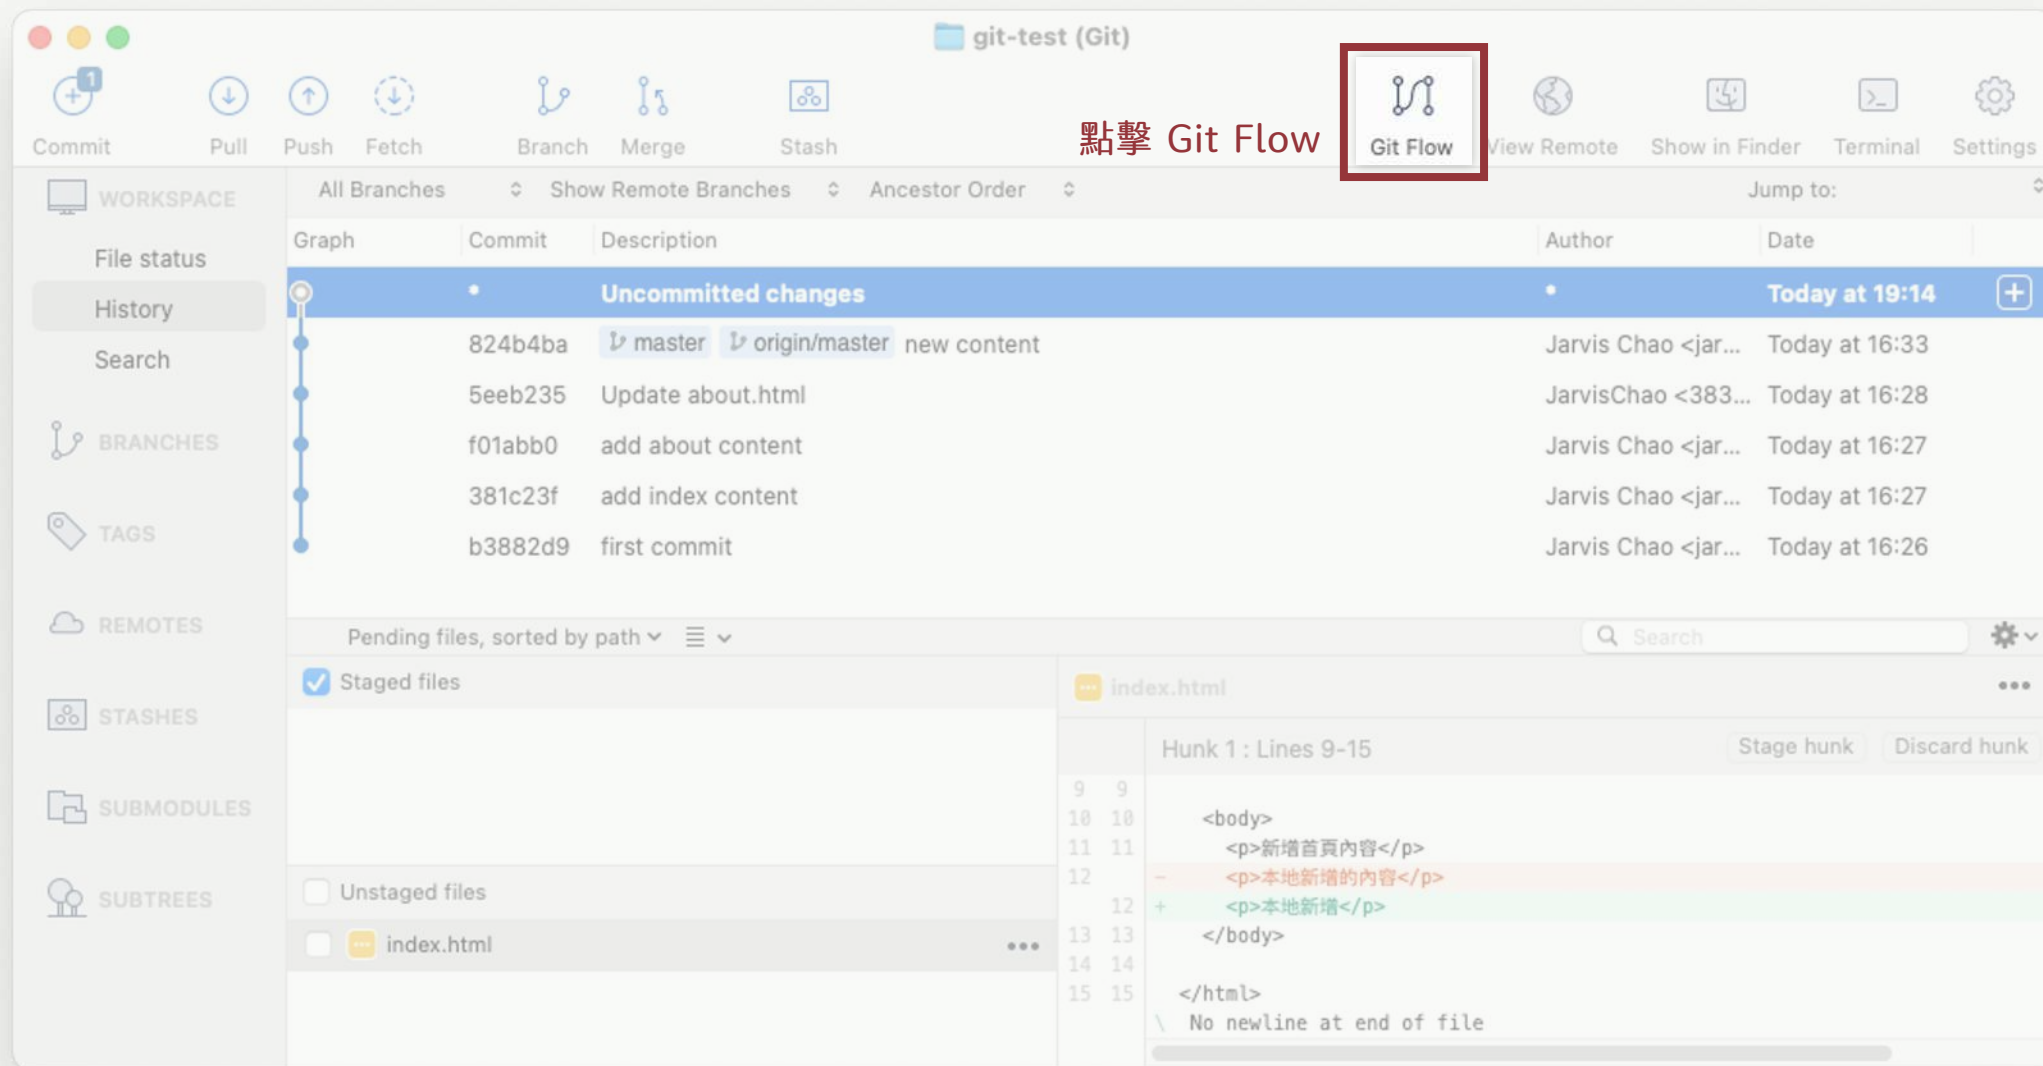 git-test (Git)
1
Commit Pull Push Fetch Branch Merge Stash 點擊 Git Flow Git Flow View Remote Show in Finder Terminal Settings
WORKSPACE
File status
History
Search
BRANCHES
TAGS
REMOTES
STASHES
SUBMODULES
SUBTREES
All Branches Show Remote Branches Ancestor Order Jump to:
Graph Commit Description Author Date
* Uncommitted changes * Today at 19:14
824b4ba master origin/master new content Jarvis Chao <jar... Today at 16:33
5eeb235 Update about.html JarvisChao <383... Today at 16:28
f01abb0 add about content Jarvis Chao <jar... Today at 16:27
381c23f add index content Jarvis Chao <jar... Today at 16:27
b3882d9 first commit Jarvis Chao <jar... Today at 16:26
Pending files, sorted by path Search
Staged files
Unstaged files
index.html
index.html
Hunk 1 : Lines 9-15 Stage hunk Discard hunk
9 9
10 10 <body>
11 11 <p>新增首頁內容</p>
12 - <p>本地新增的內容</p>
12 + <p>本地新增</p>
13 13 </body>
14 14
15 15 </html>
\ No newline at end of file